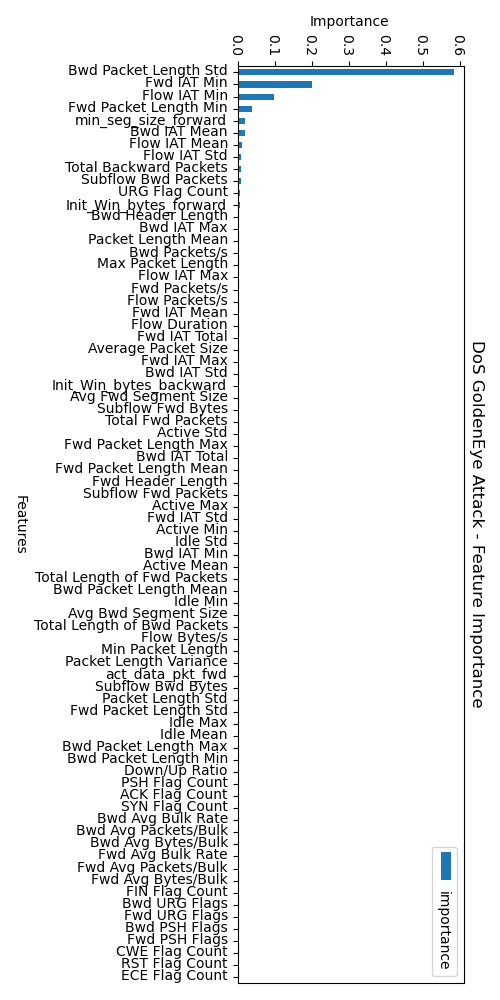 Importance
0.0
0.1
0.2
0.3
0.4
0.5
0.6
Bwd Packet Length Std
Fwd IAT Min
Flow IAT Min
Fwd Packet Length Min
min_seg_size_forward
Bwd IAT Mean
Flow IAT Mean
Flow IAT Std
Total Backward Packets
Subflow Bwd Packets
URG Flag Count
Init_Win_bytes_forward
Bwd Header Length
Bwd IAT Max
Packet Length Mean
Bwd Packets/s
Max Packet Length
Flow IAT Max
Fwd Packets/s
Flow Packets/s
Fwd IAT Mean
Flow Duration
Fwd IAT Total
Average Packet Size
Fwd IAT Max
Bwd IAT Std
Init_Win_bytes_backward
Avg Fwd Segment Size
Subflow Fwd Bytes
Total Fwd Packets
Active Std
Fwd Packet Length Max
Bwd IAT Total
Fwd Packet Length Mean
Fwd Header Length
Subflow Fwd Packets
Active Max
Fwd IAT Std
Active Min
Idle Std
Bwd IAT Min
Active Mean
Total Length of Fwd Packets
Bwd Packet Length Mean
Idle Min
Avg Bwd Segment Size
Total Length of Bwd Packets
Flow Bytes/s
Min Packet Length
Packet Length Variance
act_data_pkt_fwd
Subflow Bwd Bytes
Packet Length Std
Fwd Packet Length Std
Idle Max
Idle Mean
Bwd Packet Length Max
Bwd Packet Length Min
Down/Up Ratio
PSH Flag Count
ACK Flag Count
SYN Flag Count
Bwd Avg Bulk Rate
Bwd Avg Packets/Bulk
Bwd Avg Bytes/Bulk
Fwd Avg Bulk Rate
Fwd Avg Packets/Bulk
Fwd Avg Bytes/Bulk
FIN Flag Count
Bwd URG Flags
Fwd URG Flags
Bwd PSH Flags
Fwd PSH Flags
CWE Flag Count
RST Flag Count
ECE Flag Count
Features
DoS GoldenEye Attack - Feature Importance
importance